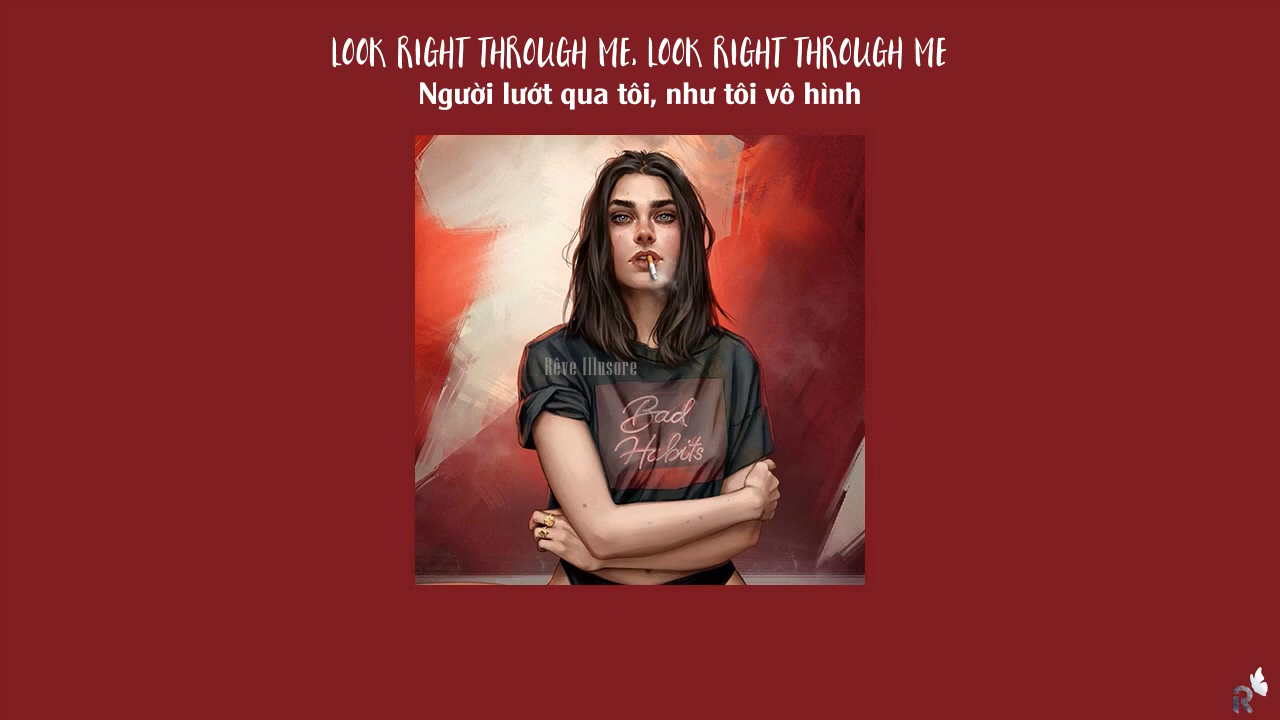 LOOK RIGHT THROUGH ME, LOOK RIGHT THROUGH ME
Người lướt qua tôi, như tôi vô hình
Rêve Illusore
Bad
Habits
R